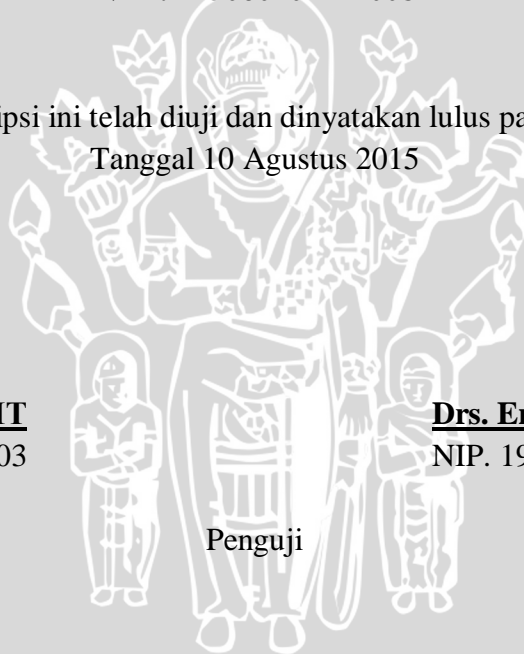 ipsi ini telah diuji dan dinyatakan lulus pa
Tanggal 10 Agustus 2015
IT Drs. Er
03 NIP. 19
Penguji